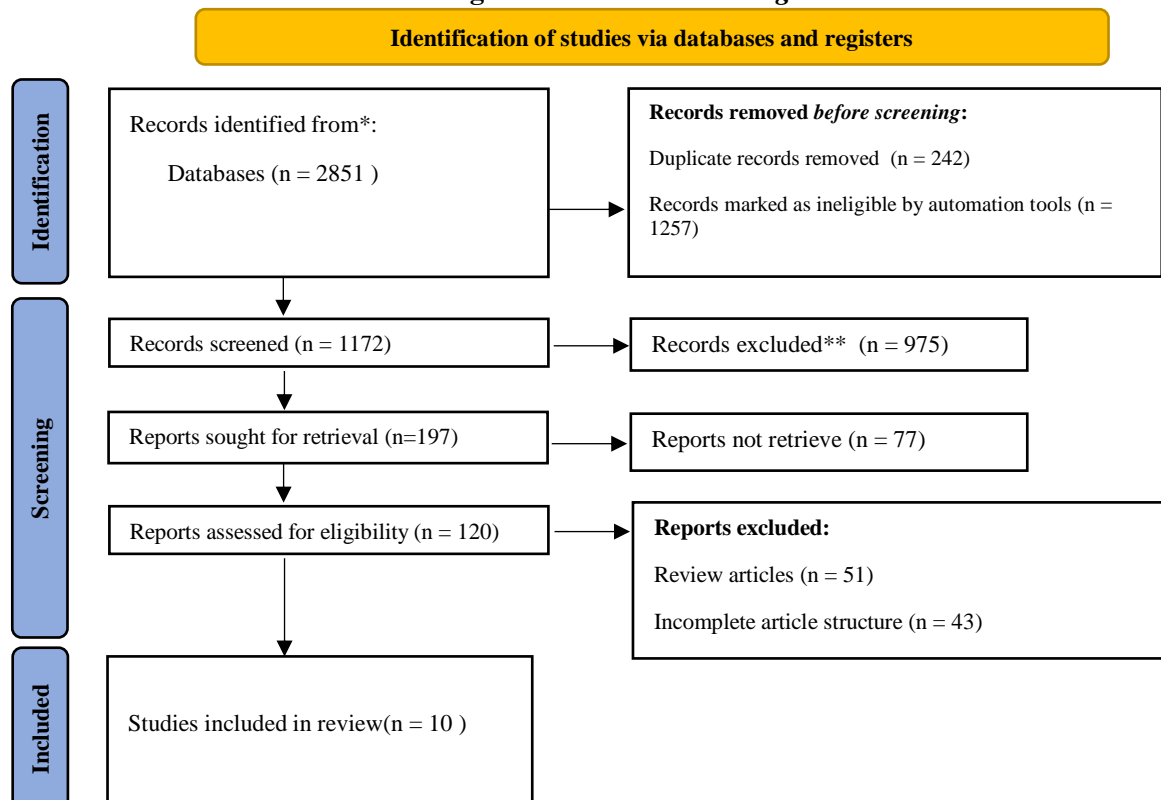 Identification of studies via databases and registers
Identification
Records identified from*:
Databases (n = 2851 )
Records removed before screening:
Duplicate records removed (n = 242)
Records marked as ineligible by automation tools (n =
1257)
Screening
Records screened (n = 1172)
Records excluded** (n = 975)
Reports sought for retrieval (n=197)
Reports not retrieve (n = 77)
Reports assessed for eligibility (n = 120)
Reports excluded:
Review articles (n = 51)
Incomplete article structure (n = 43)
Included
Studies included in review(n = 10 )